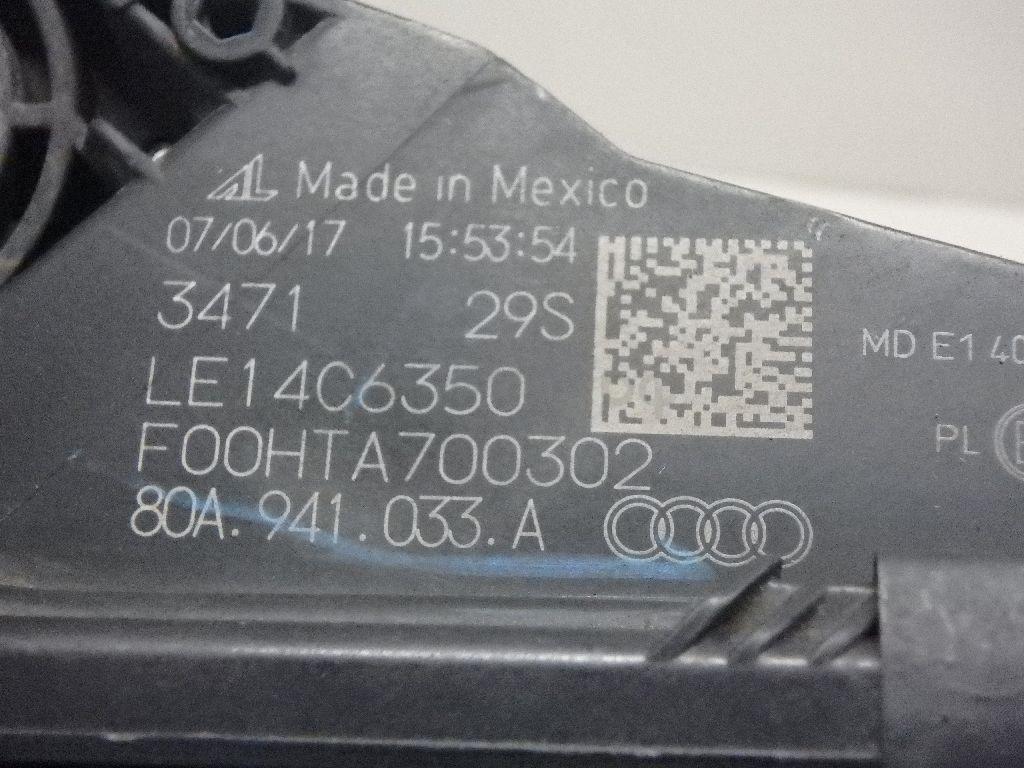 AL Made in Mexico
07/06/17 15:53:54
3471 29S
LE14C6350
F00HTA700302
80A.941.033.A
MD E1 40
PL